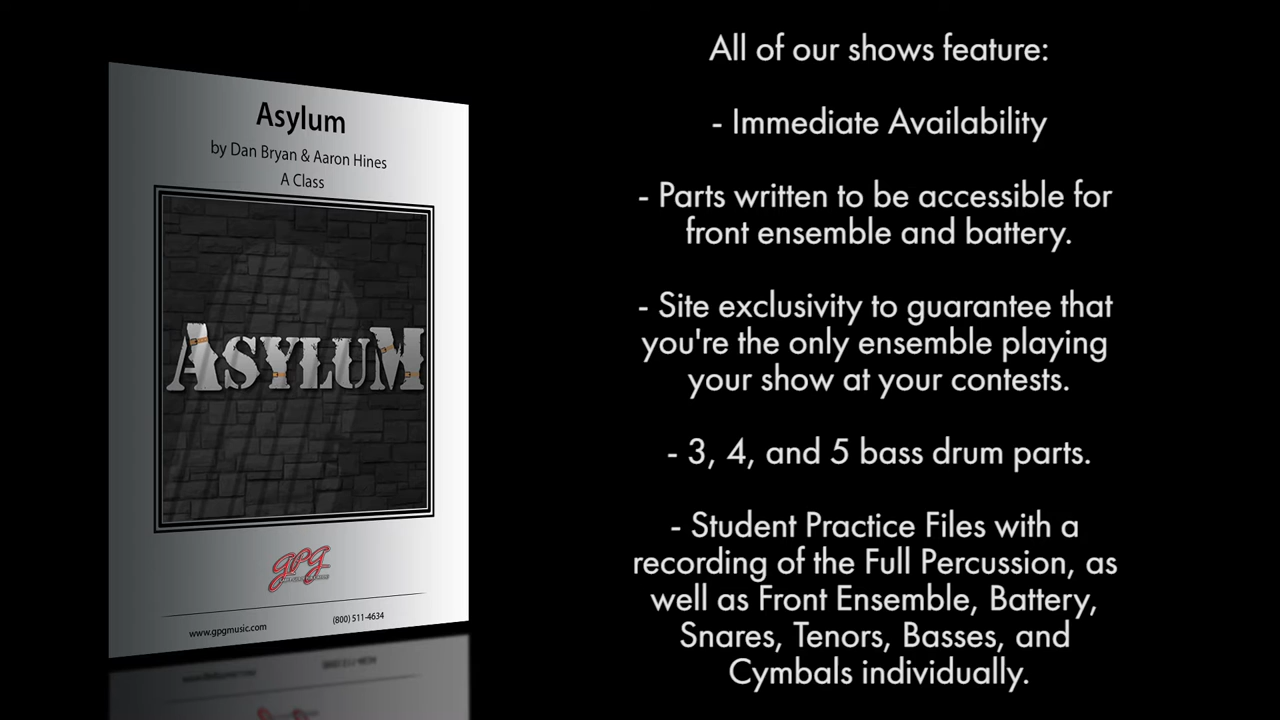 Asylum
by Dan Bryan & Aaron Hines
A Class
ASYLUM
GPG
www.gpgmusic.com
(800) 511-4634
All of our shows feature:
- Immediate Availability
- Parts written to be accessible for
front ensemble and battery.
- Site exclusivity to guarantee that
you're the only ensemble playing
your show at your contests.
- 3, 4, and 5 bass drum parts.
- Student Practice Files with a
recording of the Full Percussion, as
well as Front Ensemble, Battery,
Snares, Tenors, Basses, and
Cymbals individually.